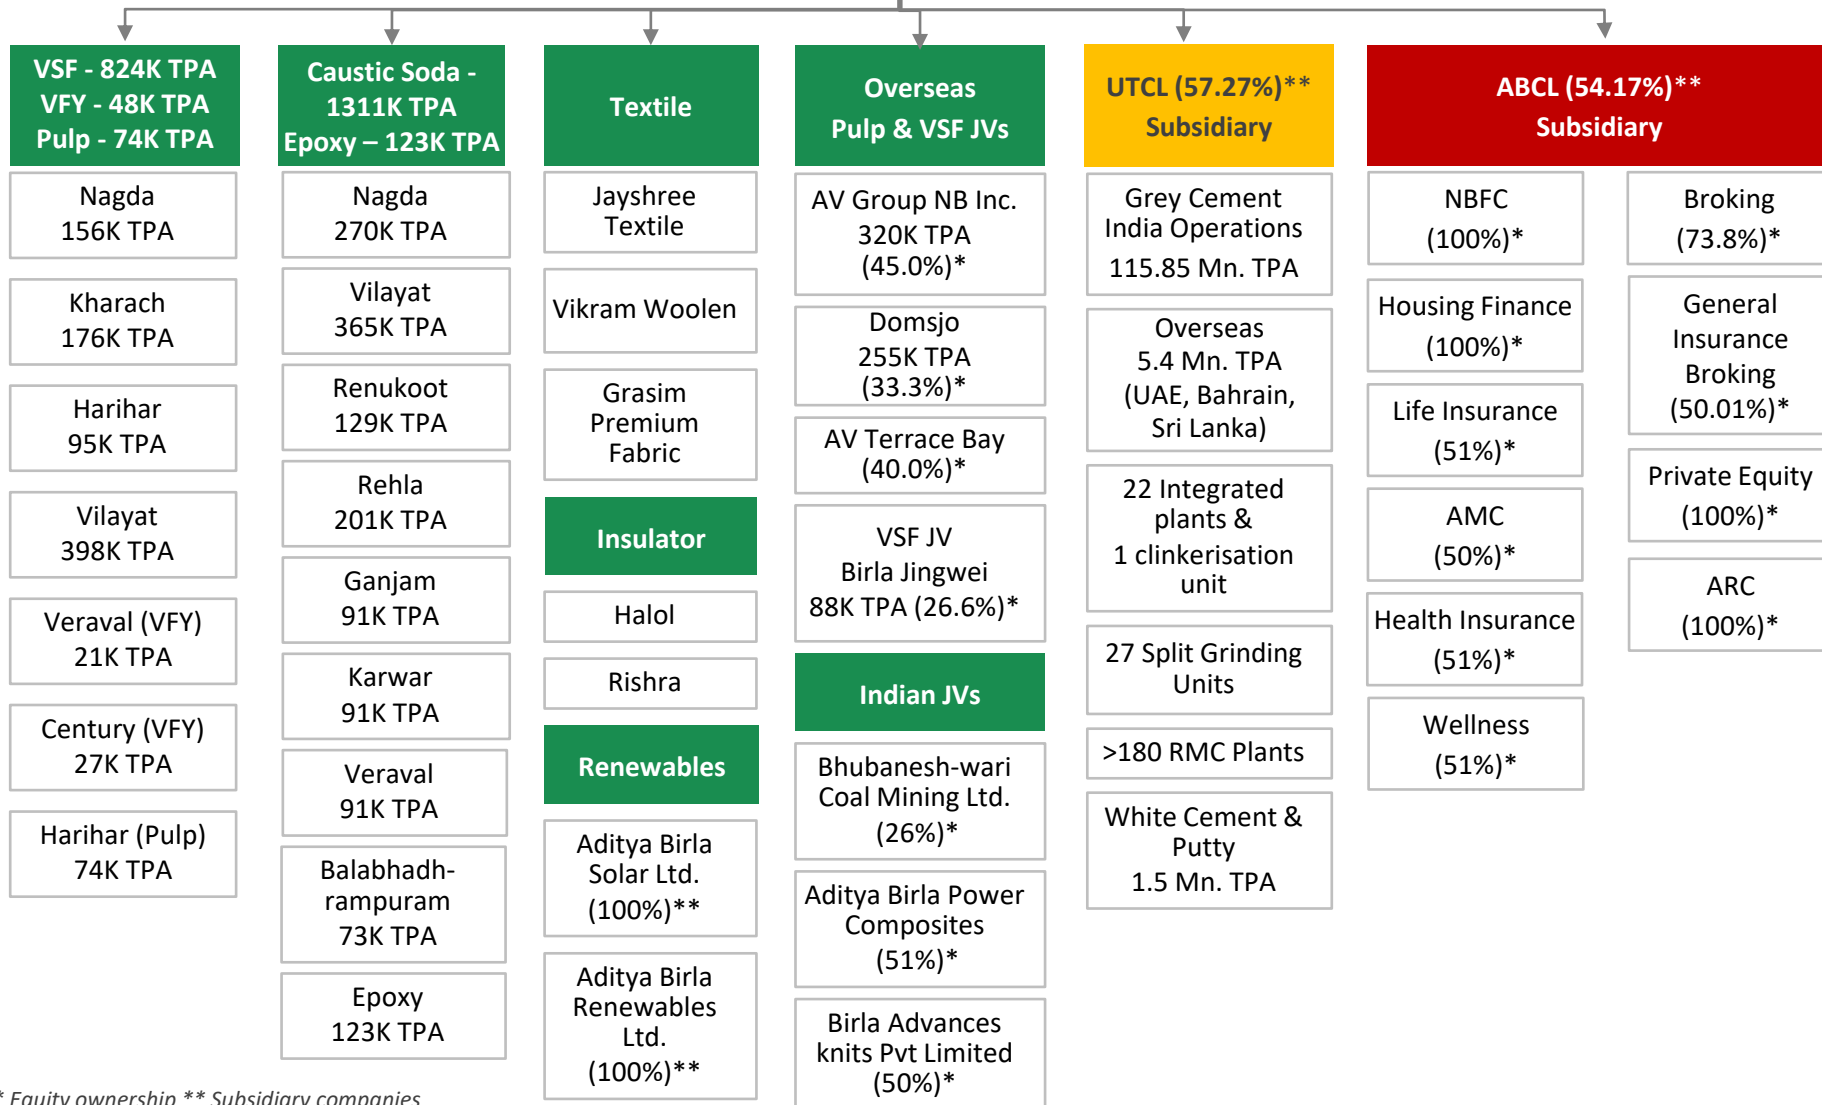 VSF - 824K TPA
VFY - 48K TPA
Pulp - 74K TPA
Nagda
156K TPA
Kharach
176K TPA
Harihar
95K TPA
Vilayat
398K TPA
Veraval (VFY)
21K TPA
Century (VFY)
27K TPA
Harihar (Pulp)
74K TPA
Caustic Soda -
1311K TPA
Epoxy – 123K TPA
Nagda
270K TPA
Vilayat
365K TPA
Renukoot
129K TPA
Rehla
201K TPA
Ganjam
91K TPA
Karwar
91K TPA
Veraval
91K TPA
Balabhadh-
rampuram
73K TPA
Epoxy
123K TPA
Textile
Jayshree
Textile
Vikram Woolen
Grasim
Premium
Fabric
Insulator
Halol
Rishra
Renewables
Aditya Birla
Solar Ltd.
(100%)**
Aditya Birla
Renewables
Ltd.
(100%)**
Overseas
Pulp & VSF JVs
AV Group NB Inc.
320K TPA
(45.0%)*
Domsjo
255K TPA
(33.3%)*
AV Terrace Bay
(40.0%)*
VSF JV
Birla Jingwei
88K TPA (26.6%)*
Indian JVs
Bhubanesh-wari
Coal Mining Ltd.
(26%)*
Aditya Birla Power
Composites
(51%)*
Birla Advances
knits Pvt Limited
(50%)*
UTCL (57.27%)**
Subsidiary
Grey Cement
India Operations
115.85 Mn. TPA
Overseas
5.4 Mn. TPA
(UAE, Bahrain,
Sri Lanka)
22 Integrated
plants &
1 clinkerisation
unit
27 Split Grinding
Units
>180 RMC Plants
White Cement &
Putty
1.5 Mn. TPA
ABCL (54.17%)**
Subsidiary
NBFC
(100%)*
Housing Finance
(100%)*
Life Insurance
(51%)*
AMC
(50%)*
Health Insurance
(51%)*
Wellness
(51%)*
Broking
(73.8%)*
General
Insurance
Broking
(50.01%)*
Private Equity
(100%)*
ARC
(100%)*
* Equity ownership ** Subsidiary companies